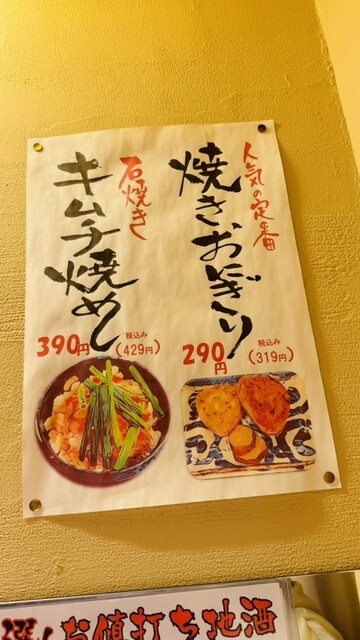 人気の定番
焼きおにぎり
290円
税込み
(319円)
石焼き
キムチ焼めし
390円
税込み
(429円)
お値打ち地酒